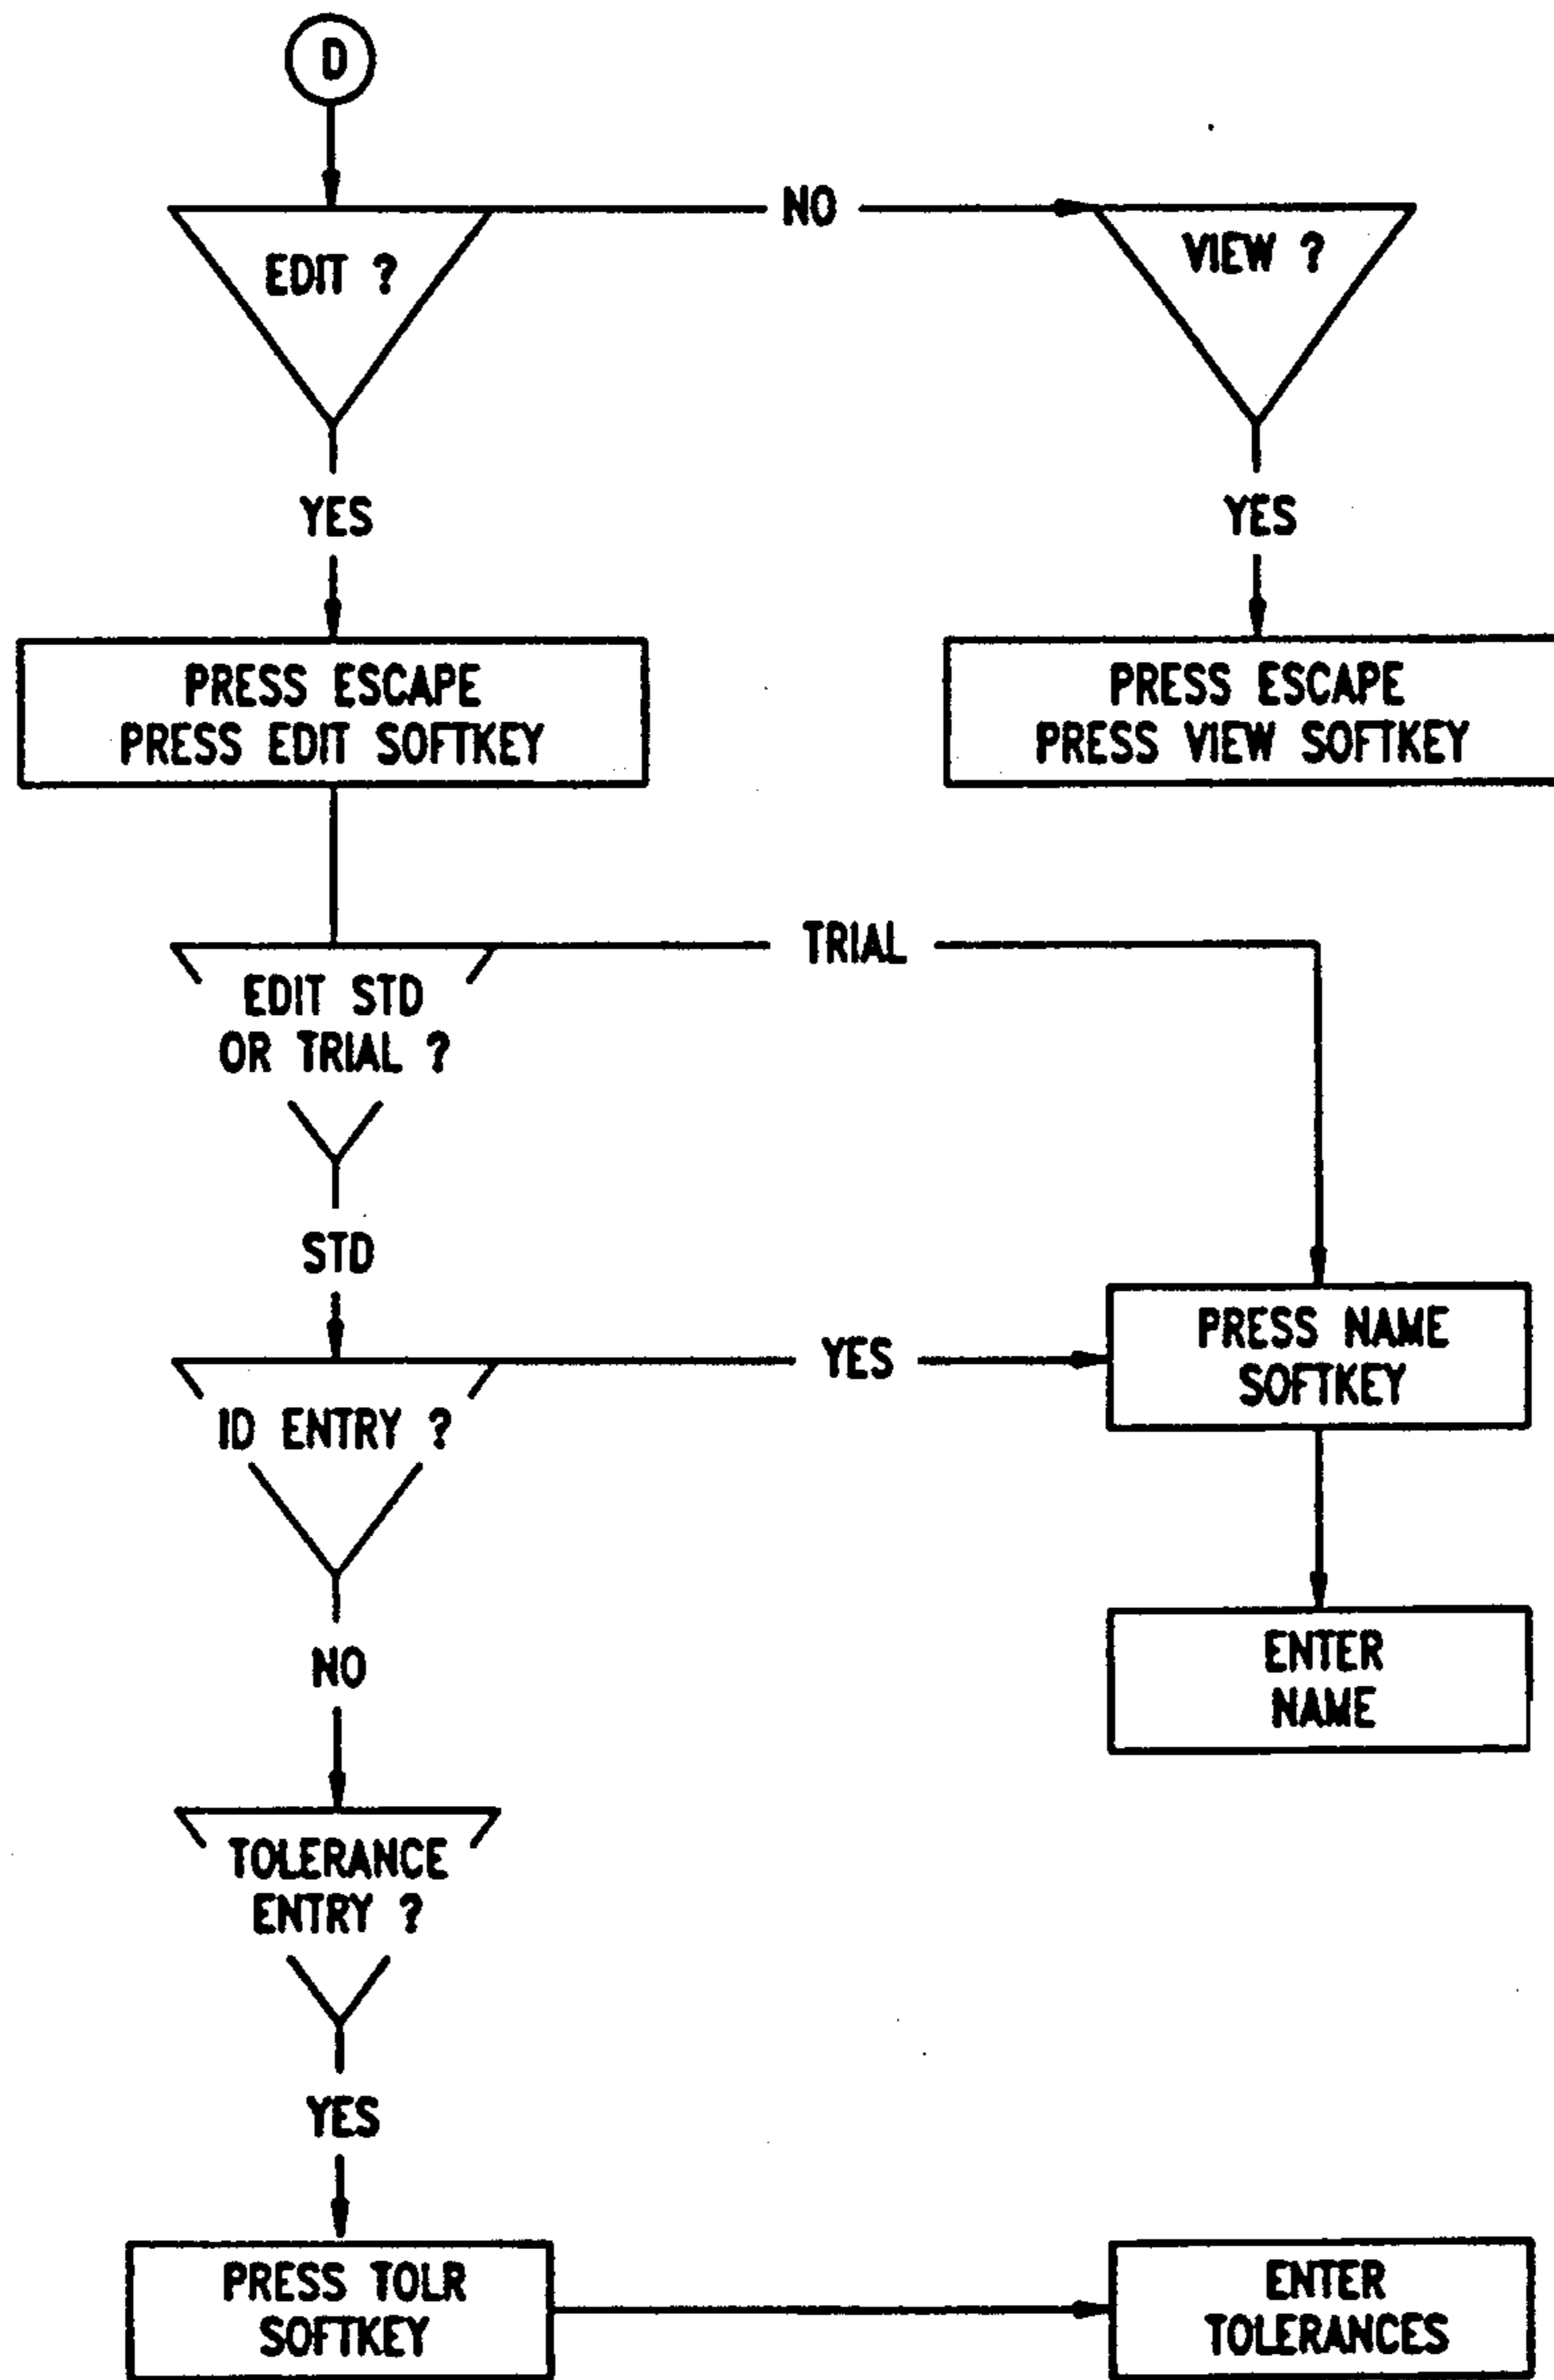 D
EDIT ?
NO
VIEW ?
YES
YES
PRESS ESCAPE
PRESS EDIT SOFTKEY
PRESS ESCAPE
PRESS VIEW SOFTKEY
TRIAL
EDIT STD
OR TRIAL ?
STD
YES
PRESS NAME
SOFTKEY
ID ENTRY ?
NO
ENTER
NAME
TOLERANCE
ENTRY ?
YES
PRESS TOLR
SOFTKEY
ENTER
TOLERANCES